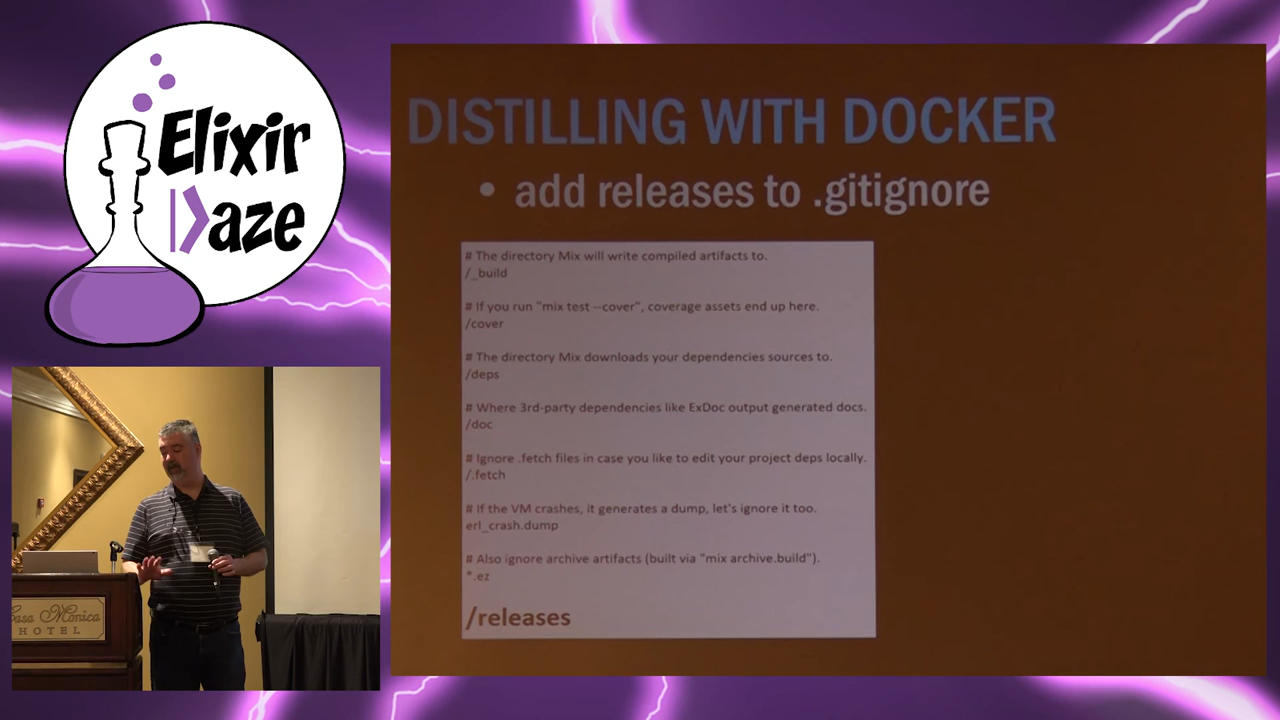 Elixir
Daze
DISTILLING WITH DOCKER
• add releases to .gitignore
# The directory Mix will write compiled artifacts to.
/_build
# If you run "mix test --cover", coverage assets end up here.
/cover
# The directory Mix downloads your dependencies sources to.
/deps
# Where 3rd-party dependencies like ExDoc output generated docs.
/doc
# Ignore .fetch files in case you like to edit your project deps locally.
/.fetch
# If the VM crashes, it generates a dump, let's ignore it too.
erl_crash.dump
# Also ignore archive artifacts (built via "mix archive.build").
*.ez
/releases
Casa Monica
HOTEL